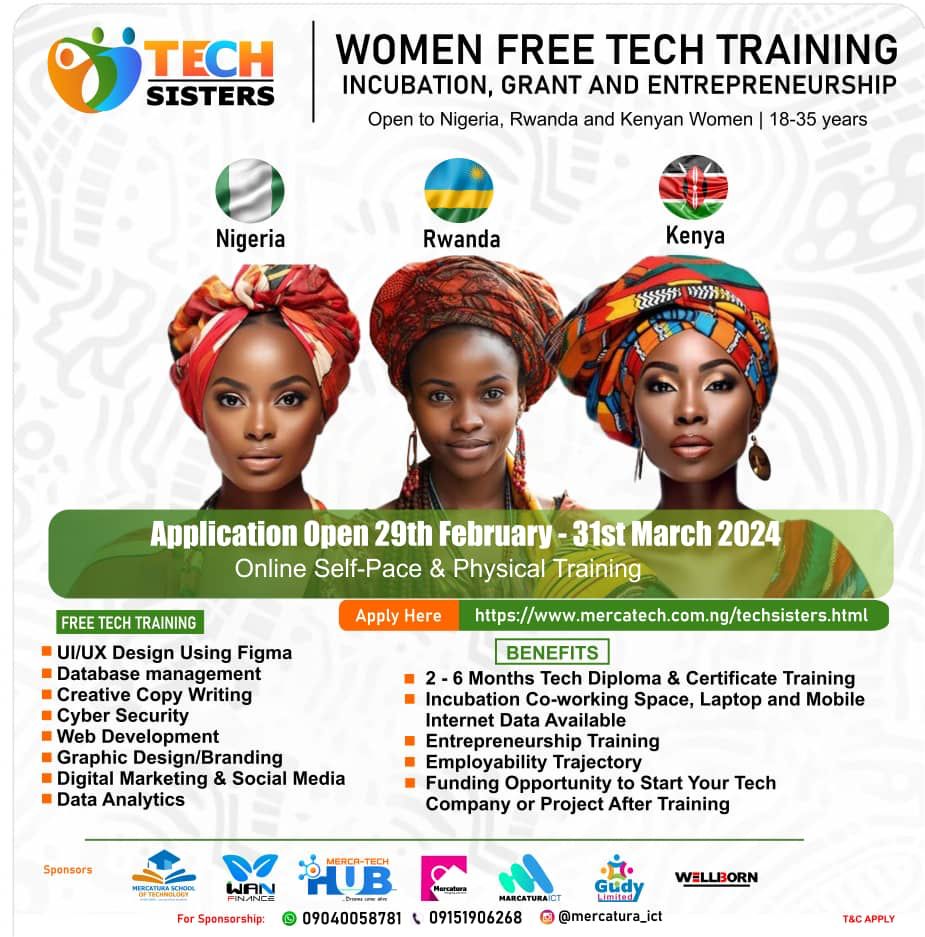 TECH
SISTERS
WOMEN FREE TECH TRAINING
INCUBATION, GRANT AND ENTREPRENEURSHIP
Open to Nigeria, Rwanda and Kenyan Women | 18-35 years
Nigeria
Rwanda
Kenya
Application Open 29th February - 31st March 2024
Online Self-Pace & Physical Training
Apply Here
https://www.mercatech.com.ng/techsisters.html
FREE TECH TRAINING
UI/UX Design Using Figma
Database management
Creative Copy Writing
Cyber Security
Web Development
Graphic Design/Branding
Digital Marketing & Social Media
Data Analytics
BENEFITS
2 - 6 Months Tech Diploma & Certificate Training
Incubation Co-working Space, Laptop and Mobile
Internet Data Available
Entrepreneurship Training
Employability Trajectory
Funding Opportunity to Start Your Tech
Company or Project After Training
Sponsors
MERCATURA SCHOOL
OF TECHNOLOGY
WAN
FINANCE
MERCA-TECH
HUB
Mercatura
MARCATURA ICT
Gudy
Limited
WELLBORN
For Sponsorship: 09040058781 09151906268 @mercatura_ict
T&C APPLY